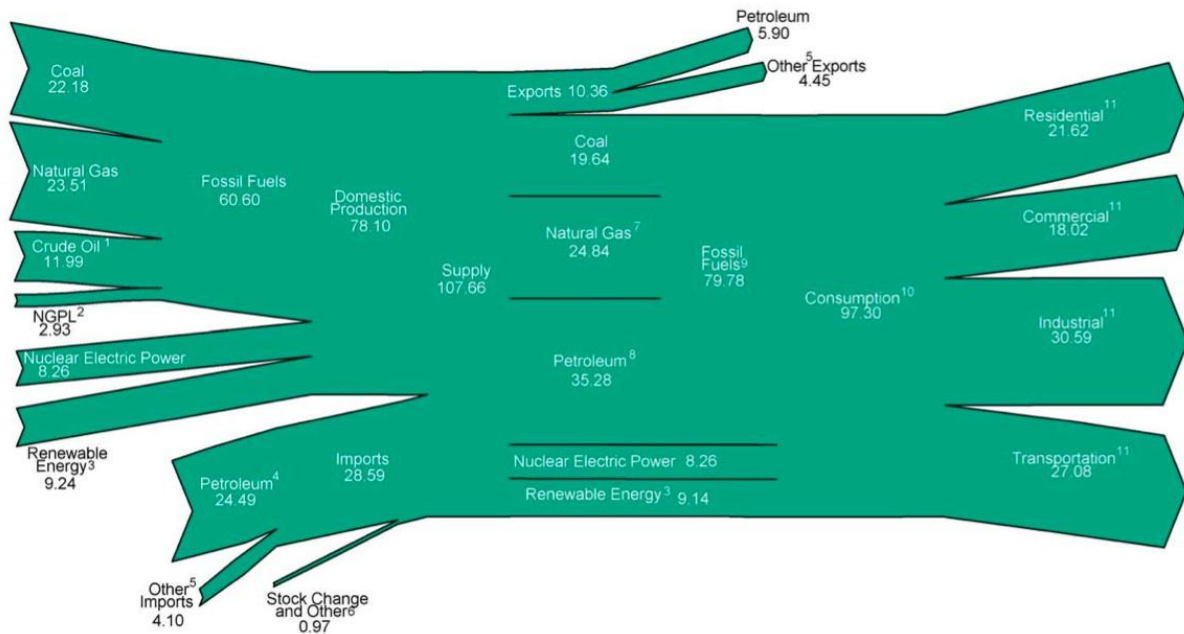 Petroleum
5.90
Other⁵ Exports
4.45
Exports 10.36
Coal
22.18
Natural Gas
23.51
Crude Oil¹
11.99
NGPL²
2.93
Nuclear Electric Power
8.26
Renewable
Energy³
9.24
Fossil Fuels
60.60
Domestic
Production
78.10
Petroleum⁴
24.49
Other⁵
Imports
4.10
Imports
28.59
Stock Change
and Other⁶
0.97
Supply
107.66
Coal
19.64
Natural Gas⁷
24.84
Petroleum⁸
35.28
Nuclear Electric Power 8.26
Renewable Energy³ 9.14
Fossil
Fuels⁹
79.78
Consumption¹⁰
97.30
Residential¹¹
21.62
Commercial¹¹
18.02
Industrial¹¹
30.59
Transportation¹¹
27.08